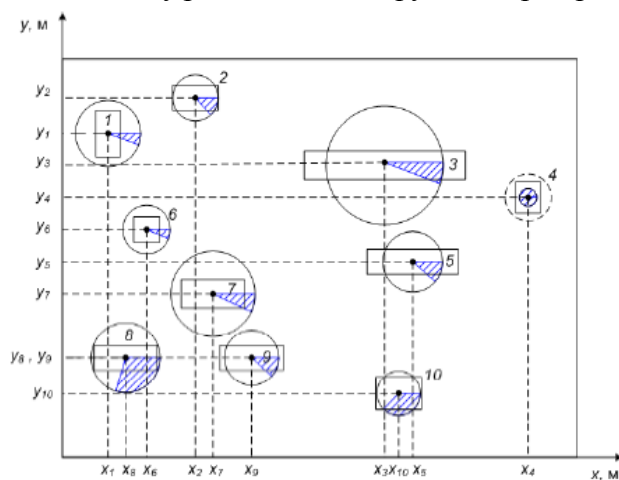 y, м
2
y₂
1
y₁
y₃ 3
4
y₄
6
y₆
y₅ 5
y₇ 7
8
y₈ , y₉ 9
10
y₁₀
x₁ x₈ x₆ x₂ x₇ x₉ x₃ x₁₀ x₅ x₄
x, м